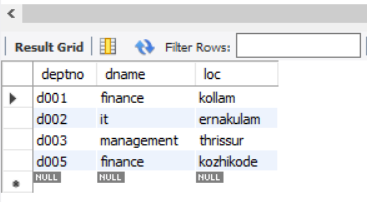 Result Grid Filter Rows:
deptno dname loc
d001 finance kollam
d002 it ernakulam
d003 management thrissur
d005 finance kozhikode
NULL NULL NULL